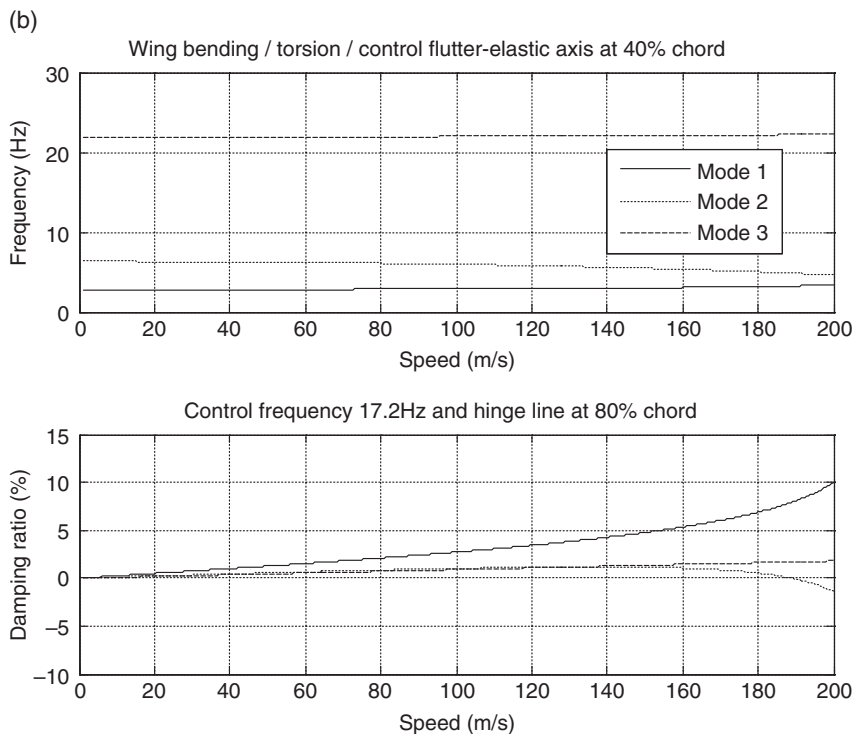 (b)
Wing bending / torsion / control flutter-elastic axis at 40% chord
30
20
10
0
Frequency (Hz)
Mode 1
Mode 2
Mode 3
0 20 40 60 80 100 120 140 160 180 200
Speed (m/s)
Control frequency 17.2Hz and hinge line at 80% chord
15
10
5
0
–5
–10
Damping ratio (%)
0 20 40 60 80 100 120 140 160 180 200
Speed (m/s)